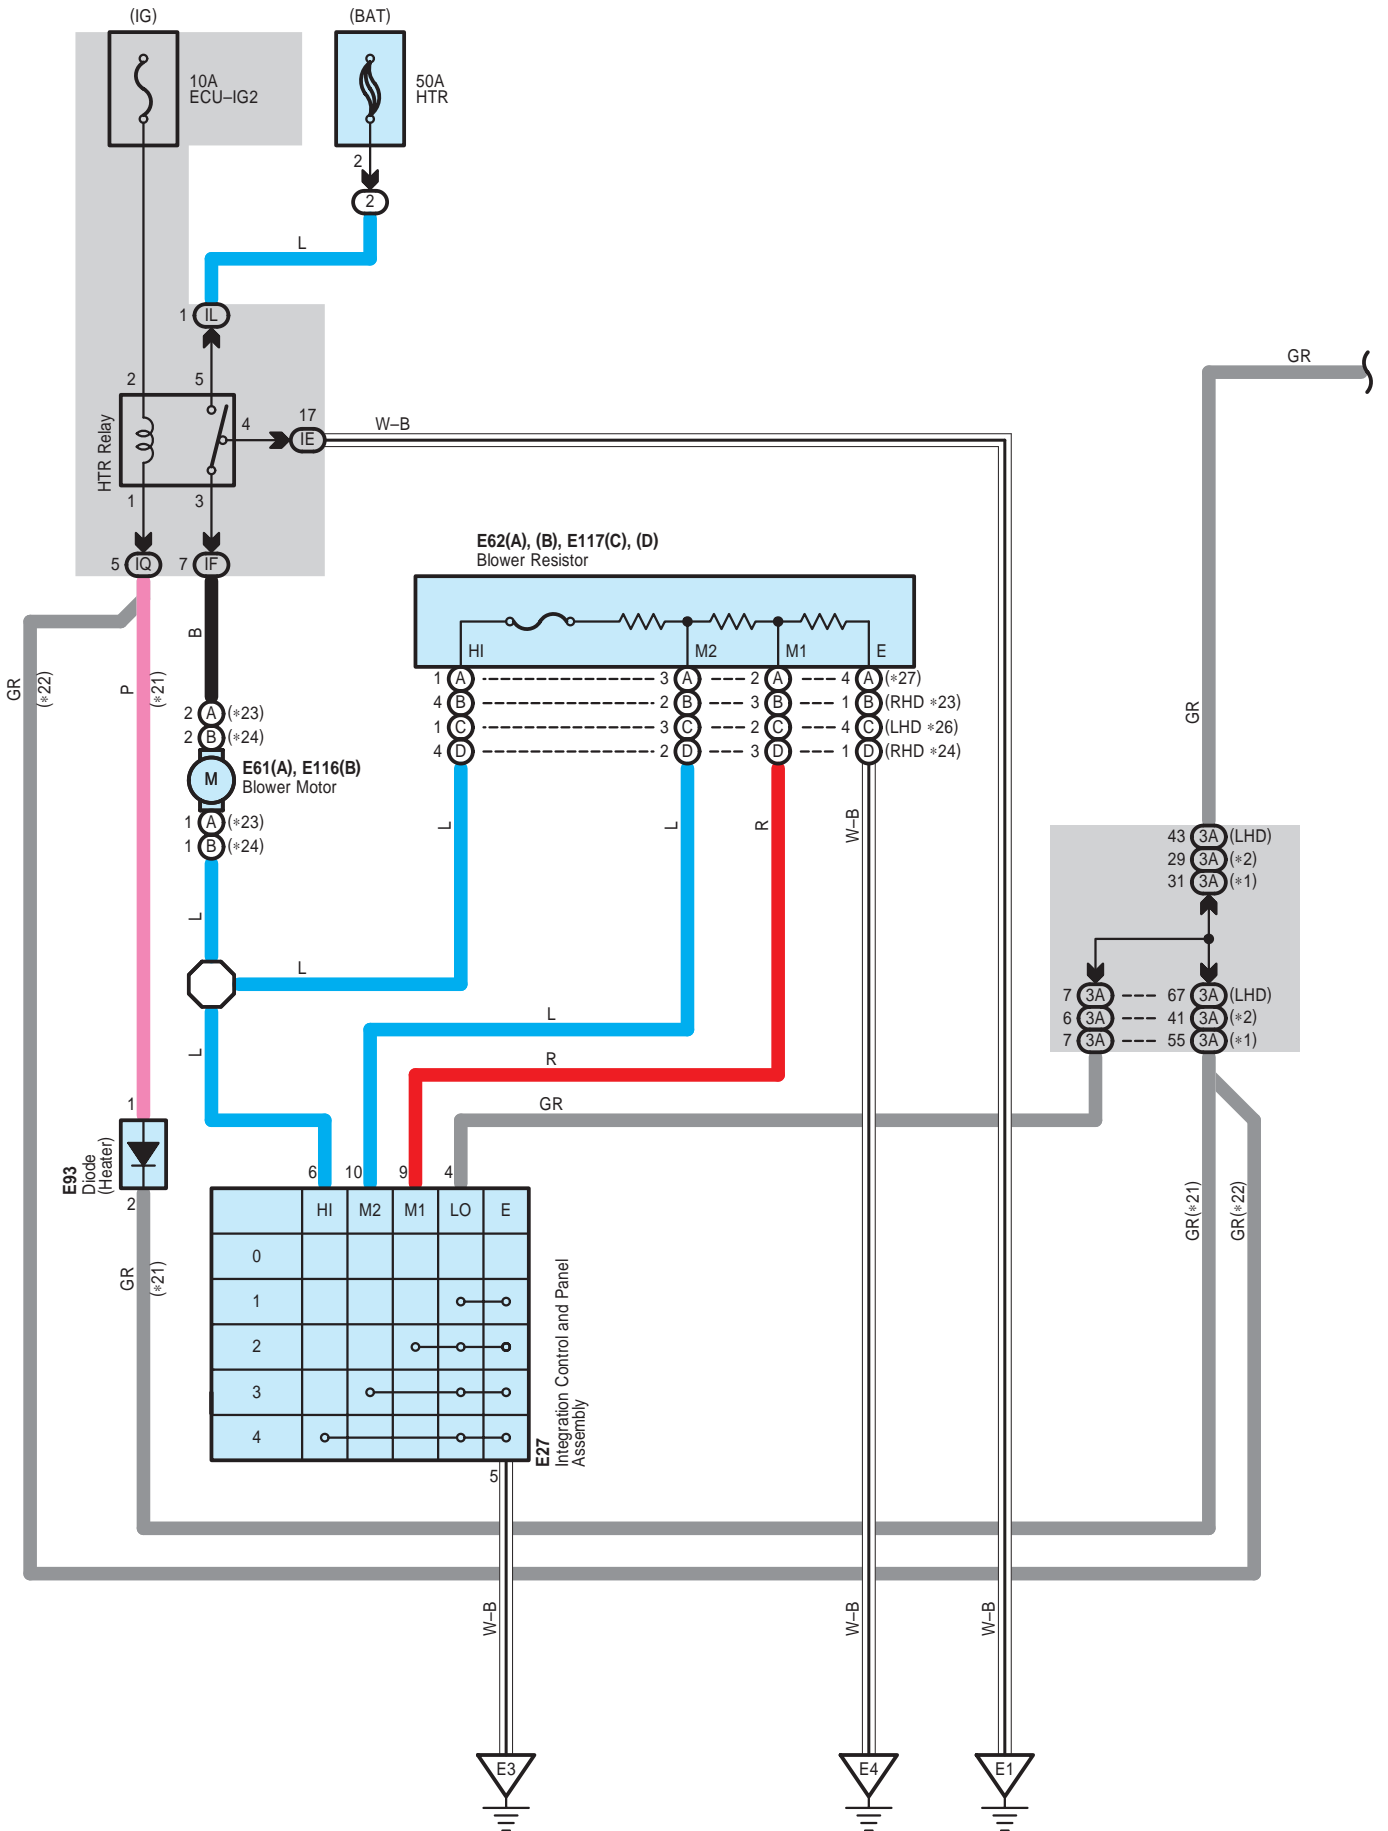 (IG)
(BAT)
10A
ECU–IG2
50A
HTR
2
2
L
1 IL
2 5
HTR Relay
4
17
IE
W–B
1 3
5 IQ
7 IF
GR
GR
E62(A), (B), E117(C), (D)
Blower Resistor
HI M2 M1 E
1 A 3 A 2 A 4 A (*27)
4 B 2 B 3 B 1 B (RHD *23)
1 C 3 C 2 C 4 C (LHD *26)
4 D 2 D 3 D 1 D (RHD *24)
GR
(*22)
P
(*21)
B
2 A (*23)
2 B (*24)
M
E61(A), E116(B)
Blower Motor
1 A (*23)
1 B (*24)
L
L
R
W–B
43 3A (LHD)
29 3A (*2)
31 3A (*1)
7 3A 67 3A (LHD)
6 3A 41 3A (*2)
7 3A 55 3A (*1)
L
L
L
L
R
GR
1
E93
Diode
(Heater)
2
GR
(*21)
6 10 9 4
HI M2 M1 LO E
0
1
2
3
4
5
E27
Integration Control and Panel
Assembly
GR(*21)
GR(*22)
W–B
W–B
W–B
E3
E4
E1